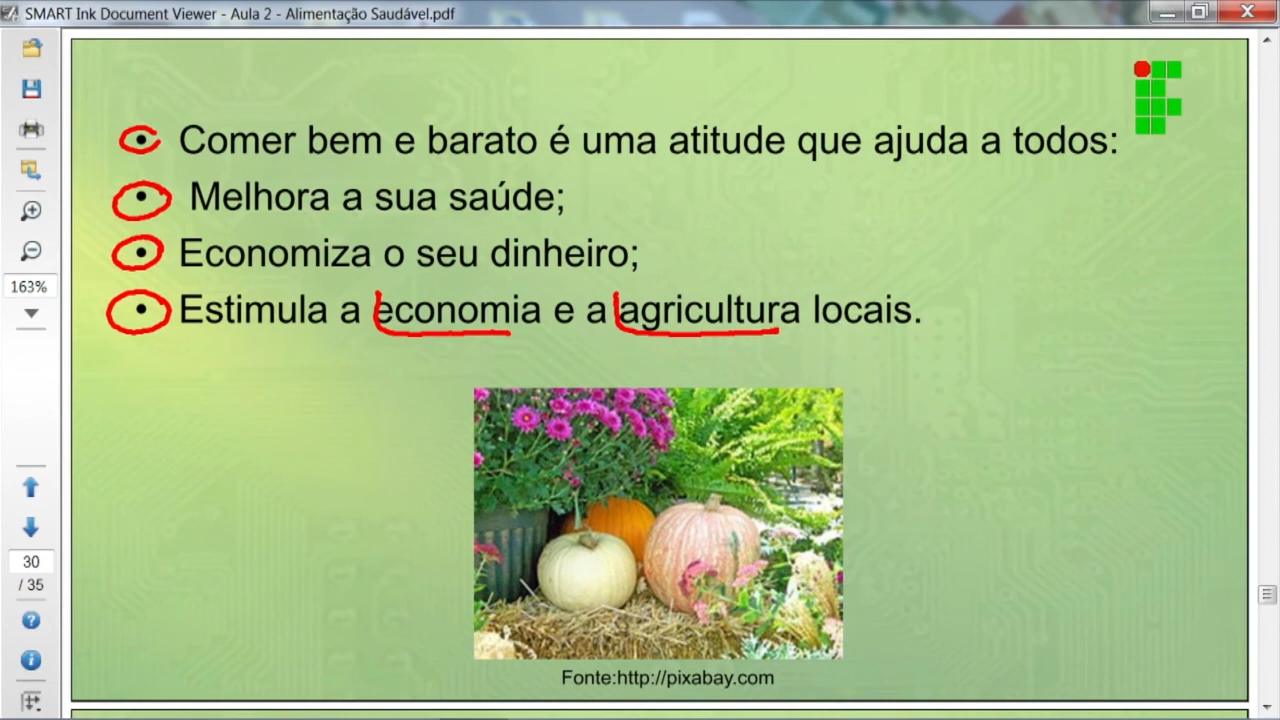 SMART Ink Document Viewer - Aula 2 - Alimentação Saudável.pdf
• Comer bem e barato é uma atitude que ajuda a todos:
• Melhora a sua saúde;
• Economiza o seu dinheiro;
• Estimula a economia e a agricultura locais.
Fonte:http://pixabay.com
163%
30
/ 35